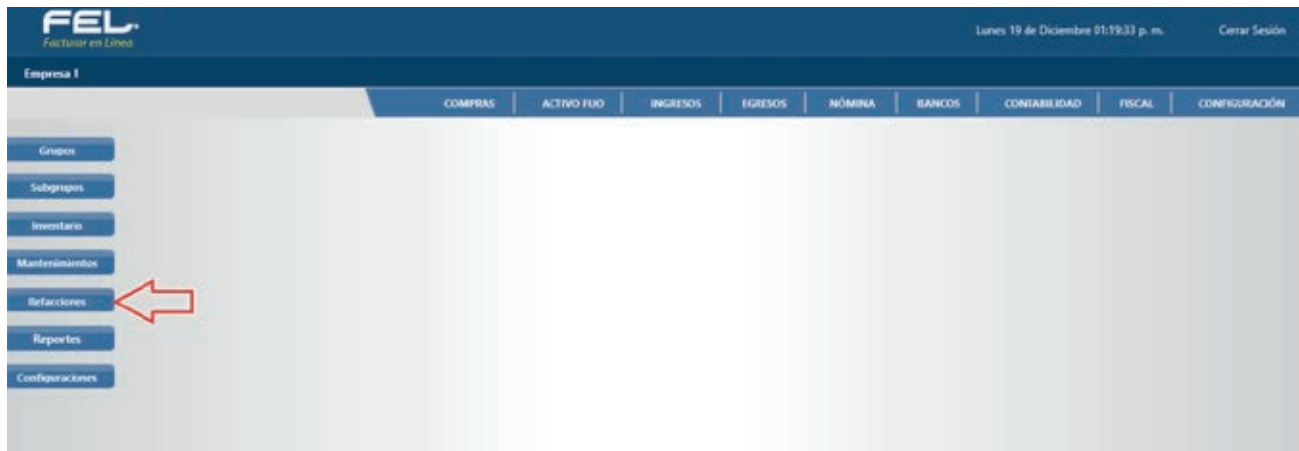 FEL.
Facturar en Línea
Lunes 19 de Diciembre 01:19:33 p. m.
Cerrar Sesión
Empresa 1
COMPRAS
ACTIVO FIJO
INGRESOS
EGRESOS
NÓMINA
BANCOS
CONTABILIDAD
FISCAL
CONFIGURACIÓN
Grupos
Subgrupos
Inventario
Mantenimientos
Refacciones
Reportes
Configuraciones